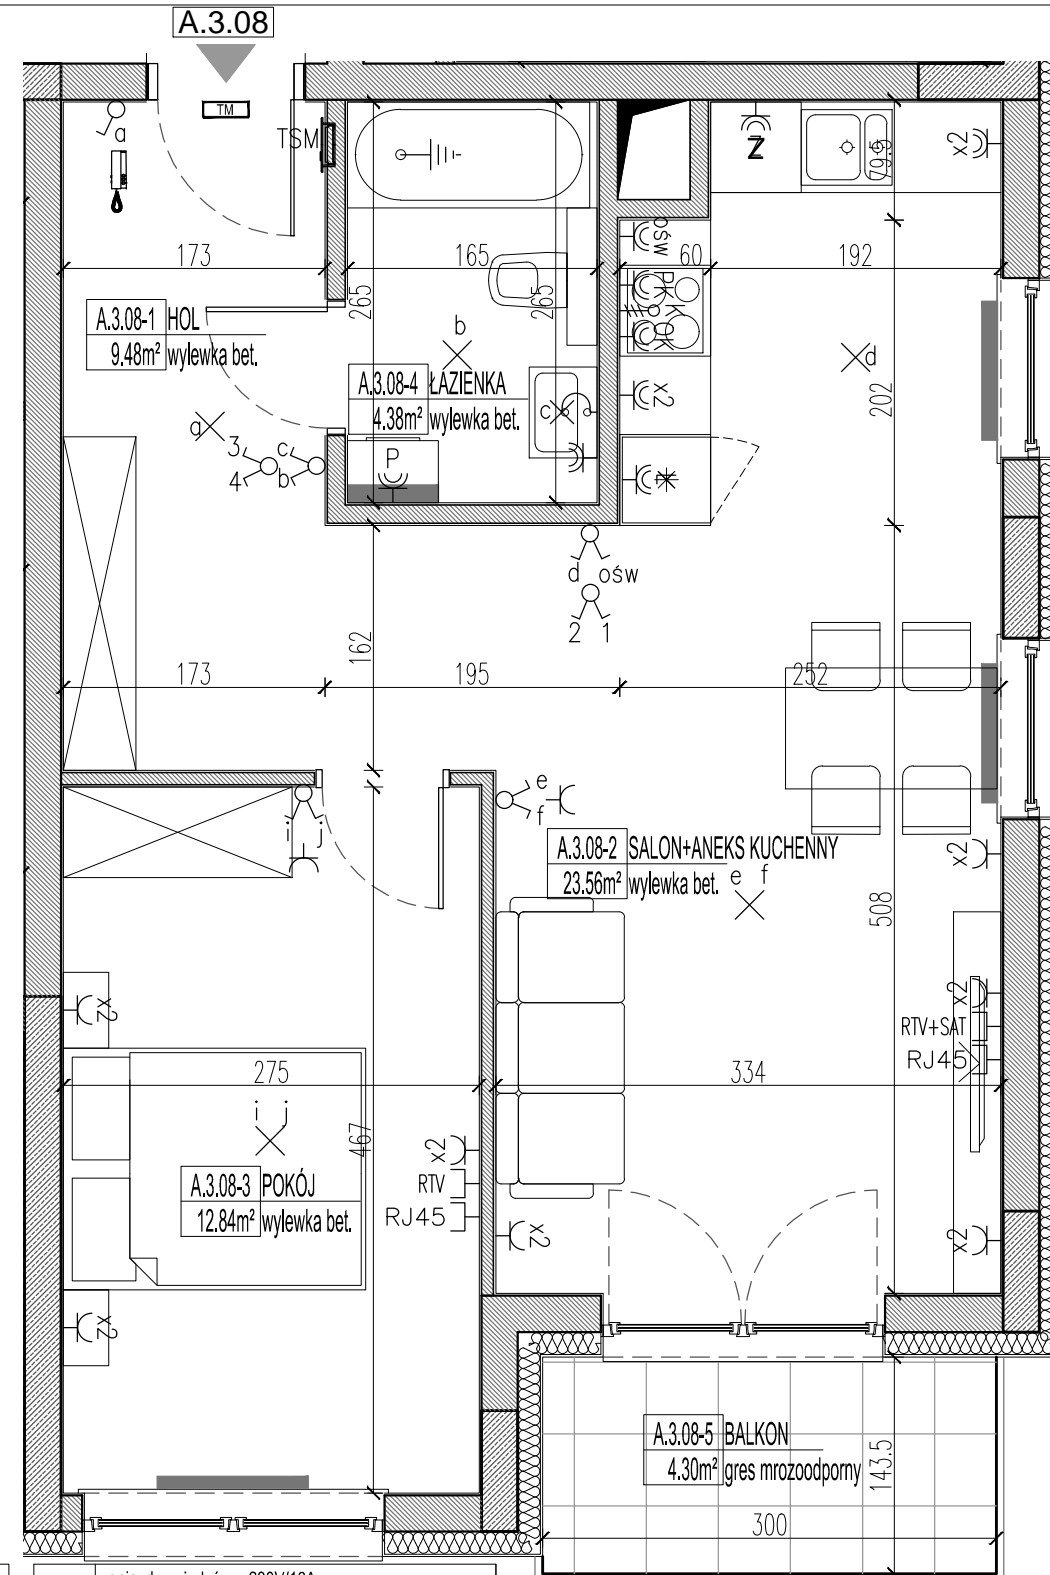 A.3.08
TM
a
TSM
Z
x2
79.5
ośw
173
165
60
192
265
265
PK
OK
A.3.08-1 HOL
9.48m² wylewka bet.
b
d
A.3.08-4 ŁAZIENKA
4.38m² wylewka bet.
c
x2
202
a
3
4
c
b
P
d ośw
2 1
162
173
195
252
e
f
i j
A.3.08-2 SALON+ANEKS KUCHENNY
23.56m² wylewka bet.
e f
x2
508
x2
x2
RTV+SAT
RJ45
275
334
i j
467
x2
RTV
RJ45
A.3.08-3 POKÓJ
12.84m² wylewka bet.
x2
x2
x2
A.3.08-5 BALKON
4.30m² gres mrozoodporny
143.5
300